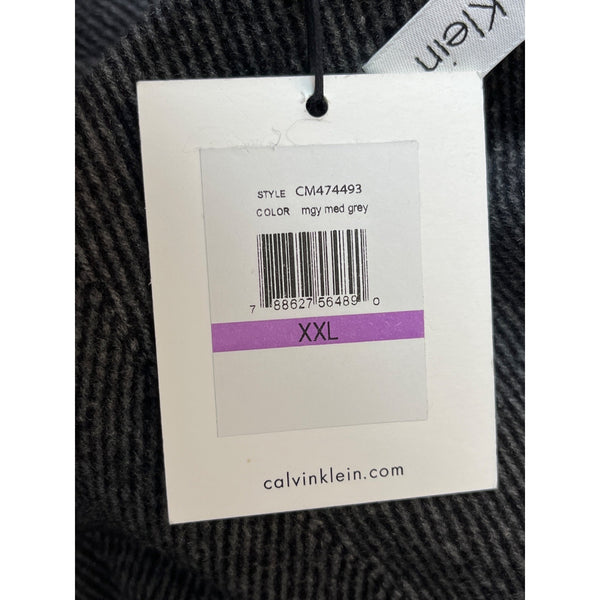 Klein
STYLE CM474493
COLOR mgy med grey
7 88627 56489 0
XXL
calvinklein.com